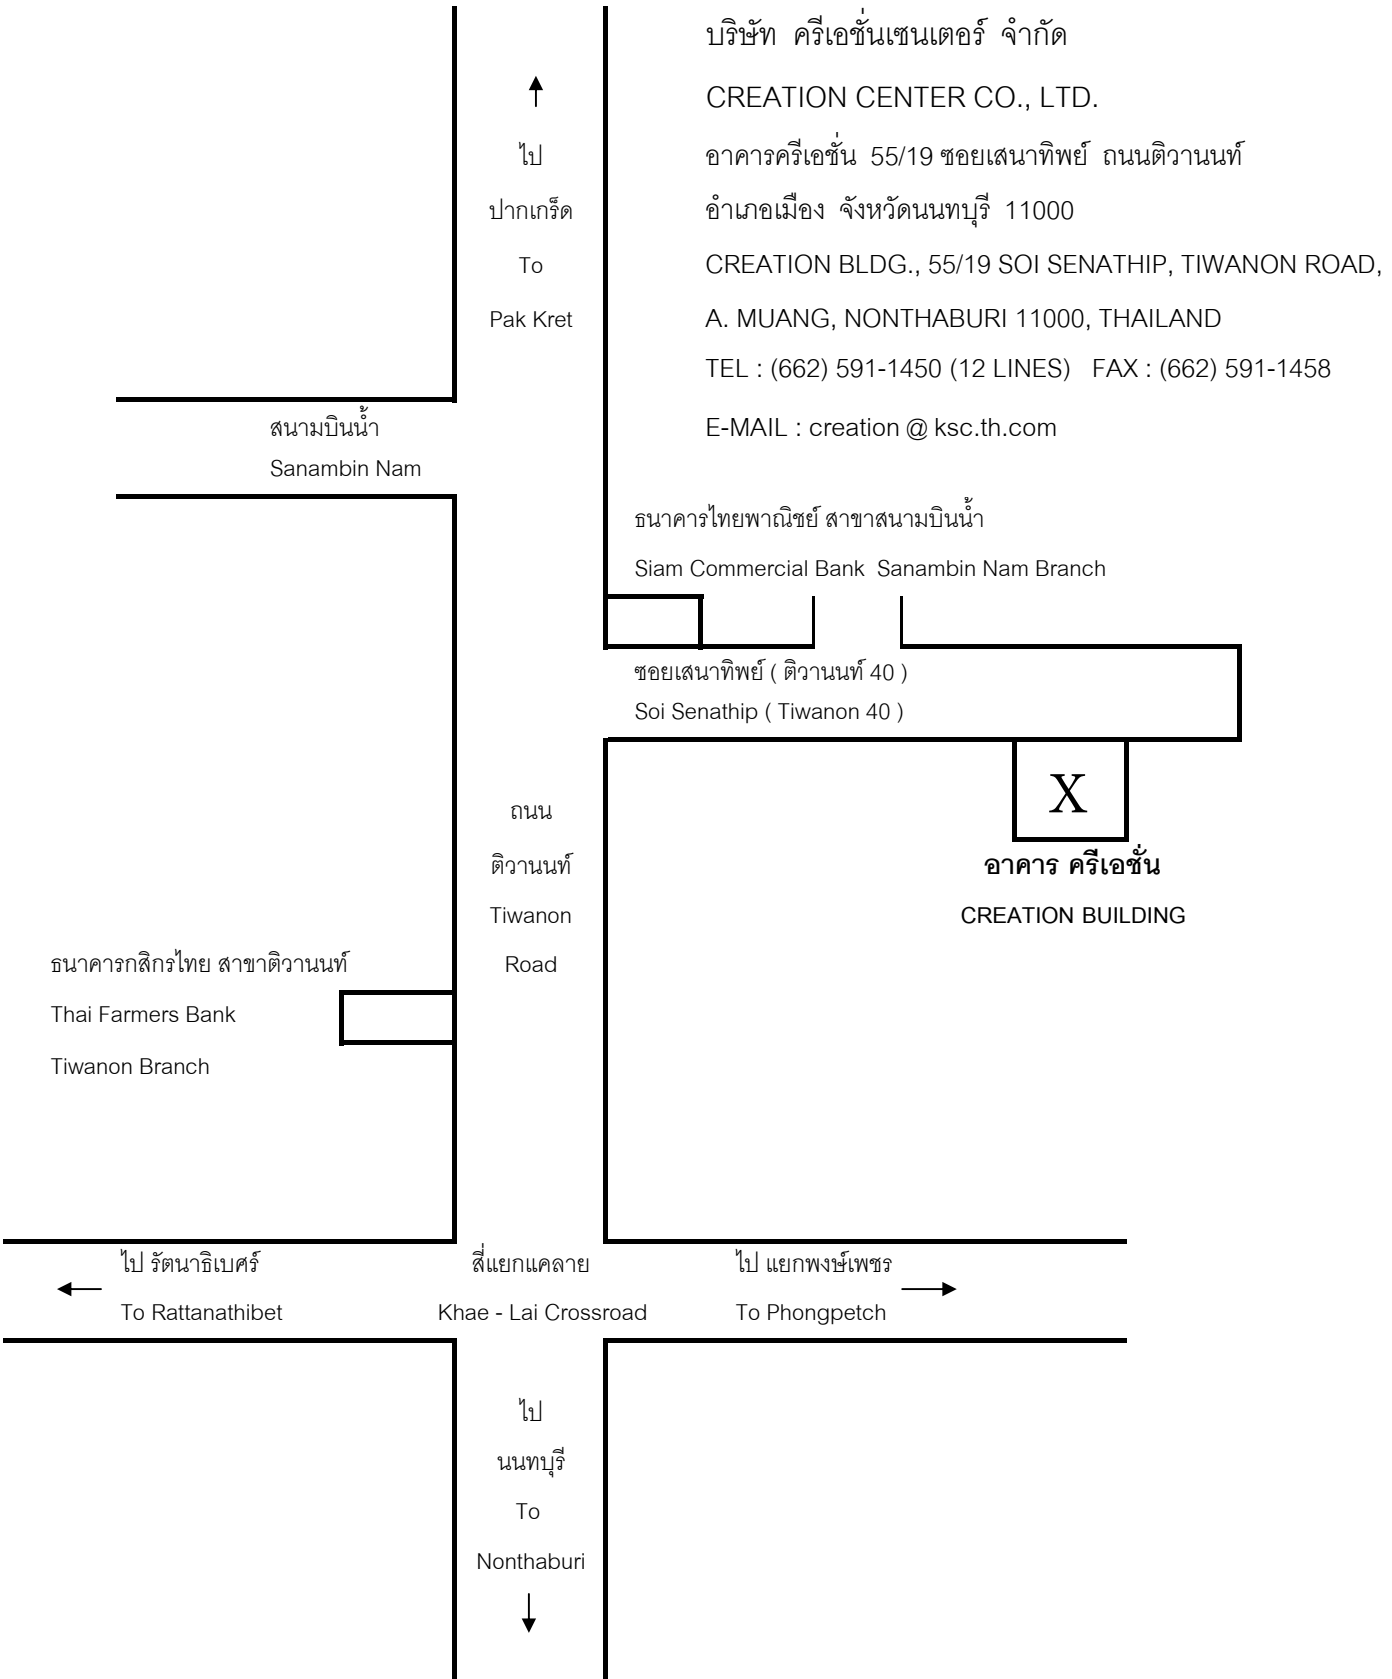 บริษัท ครีเอชั่นเซนเตอร์ จำกัด
CREATION CENTER CO., LTD.
อาคารครีเอชั่น 55/19 ซอยเสนาทิพย์ ถนนติวานนท์
อำเภอเมือง จังหวัดนนทบุรี 11000
CREATION BLDG., 55/19 SOI SENATHIP, TIWANON ROAD,
A. MUANG, NONTHABURI 11000, THAILAND
TEL : (662) 591-1450 (12 LINES) FAX : (662) 591-1458
E-MAIL : creation @ ksc.th.com
ไป
ปากเกร็ด
To
Pak Kret
สนามบินน้ำ
Sanambin Nam
ธนาคารไทยพาณิชย์ สาขาสนามบินน้ำ
Siam Commercial Bank Sanambin Nam Branch
ซอยเสนาทิพย์ ( ติวานนท์ 40 )
Soi Senathip ( Tiwanon 40 )
X
อาคาร ครีเอชั่น
CREATION BUILDING
ถนน
ติวานนท์
Tiwanon
Road
ธนาคารกสิกรไทย สาขาติวานนท์
Thai Farmers Bank
Tiwanon Branch
ไป รัตนาธิเบศร์
To Rattanathibet
สี่แยกแคลาย
Khae - Lai Crossroad
ไป แยกพงษ์เพชร
To Phongpetch
ไป
นนทบุรี
To
Nonthaburi